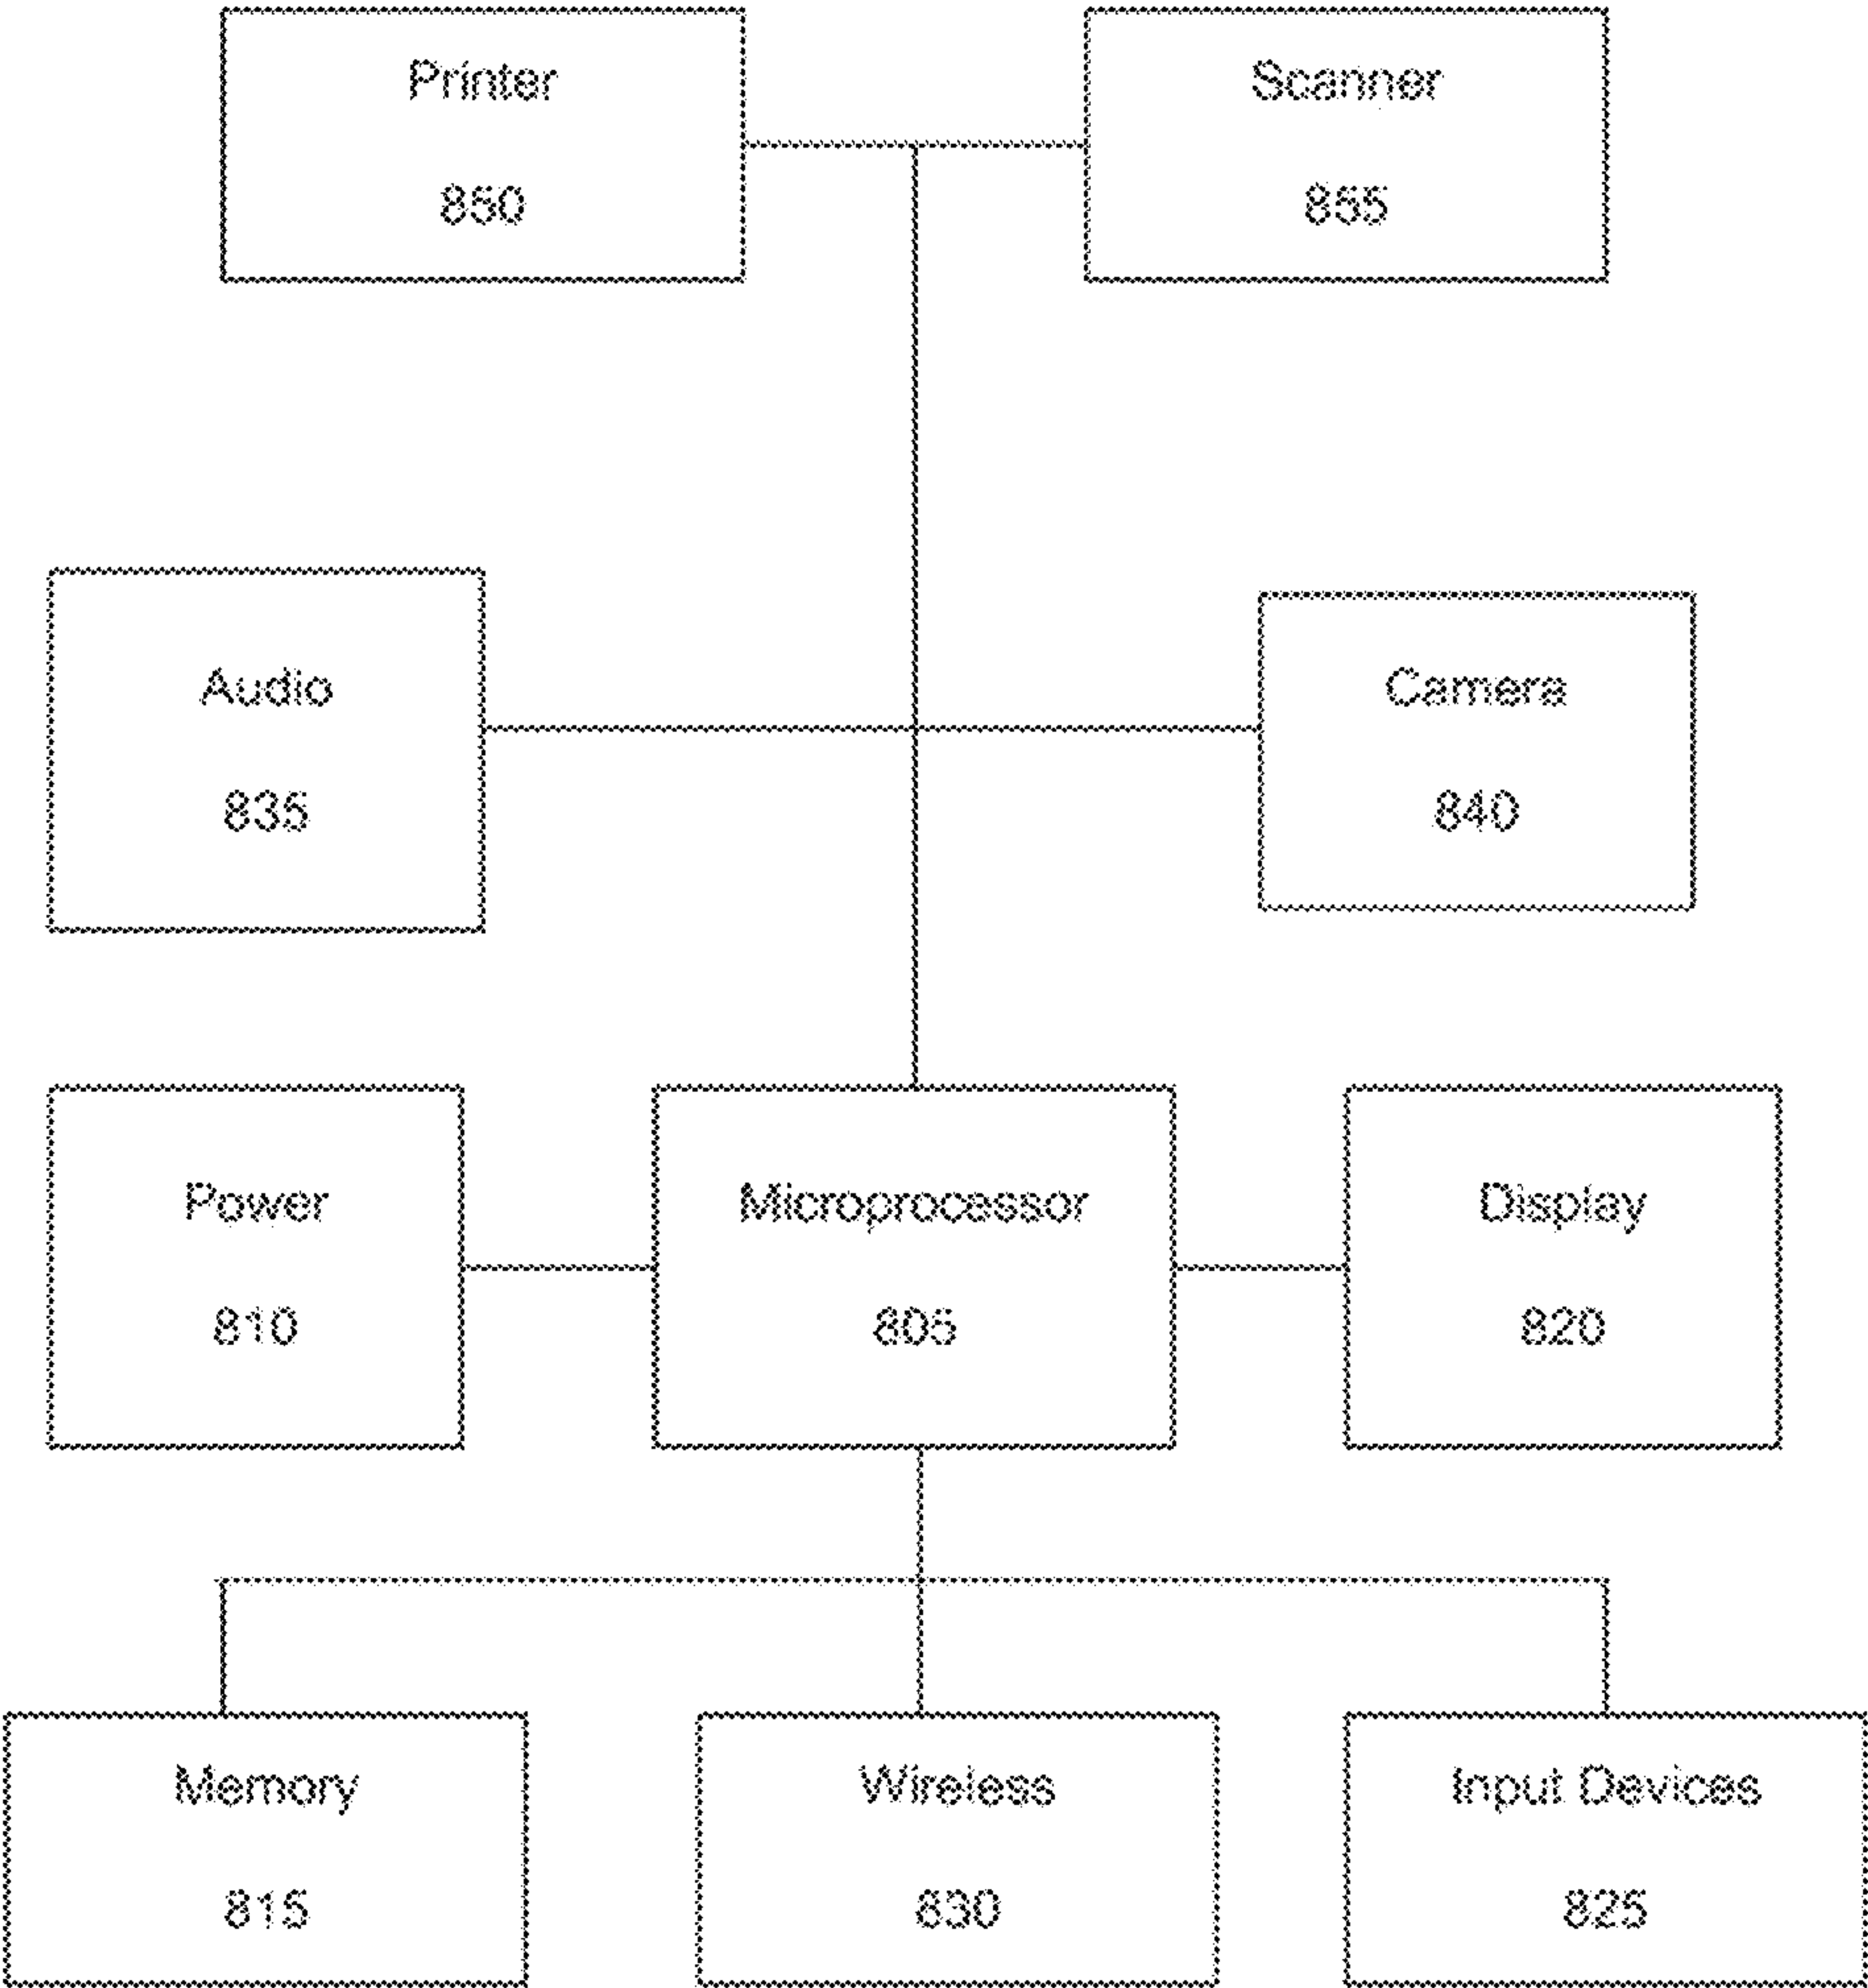 Printer
850
Scanner
855
Audio
835
Camera
840
Power
810
Microprocessor
805
Display
820
Memory
815
Wireless
830
Input Devices
825